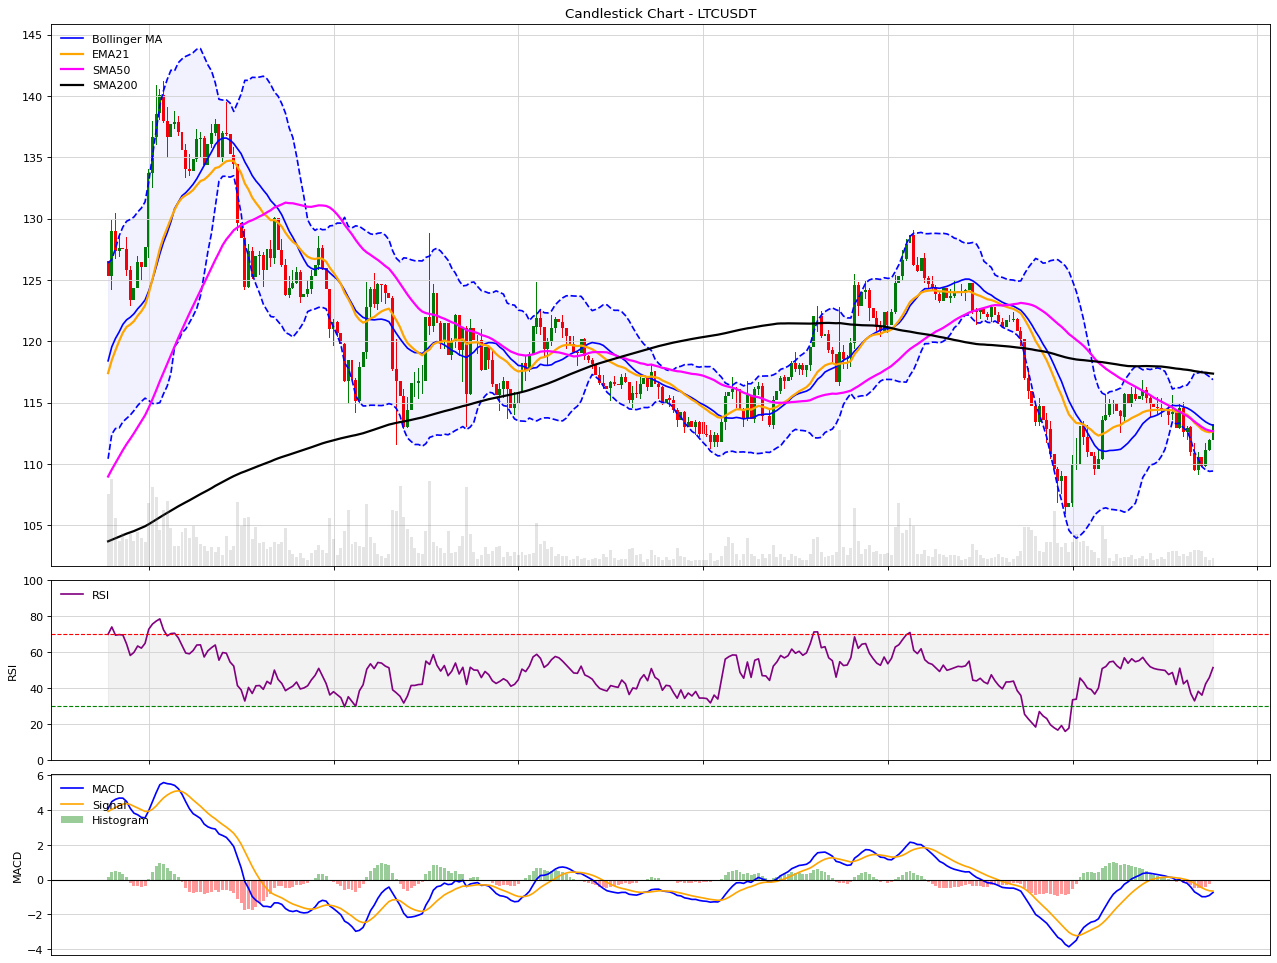 Candlestick Chart - LTCUSDT
145
140
135
130
125
120
115
110
105
Bollinger MA
EMA21
SMA50
SMA200
100
80
60
40
20
0
RSI
RSI
6
4
2
0
−2
−4
MACD
MACD
Signal
Histogram